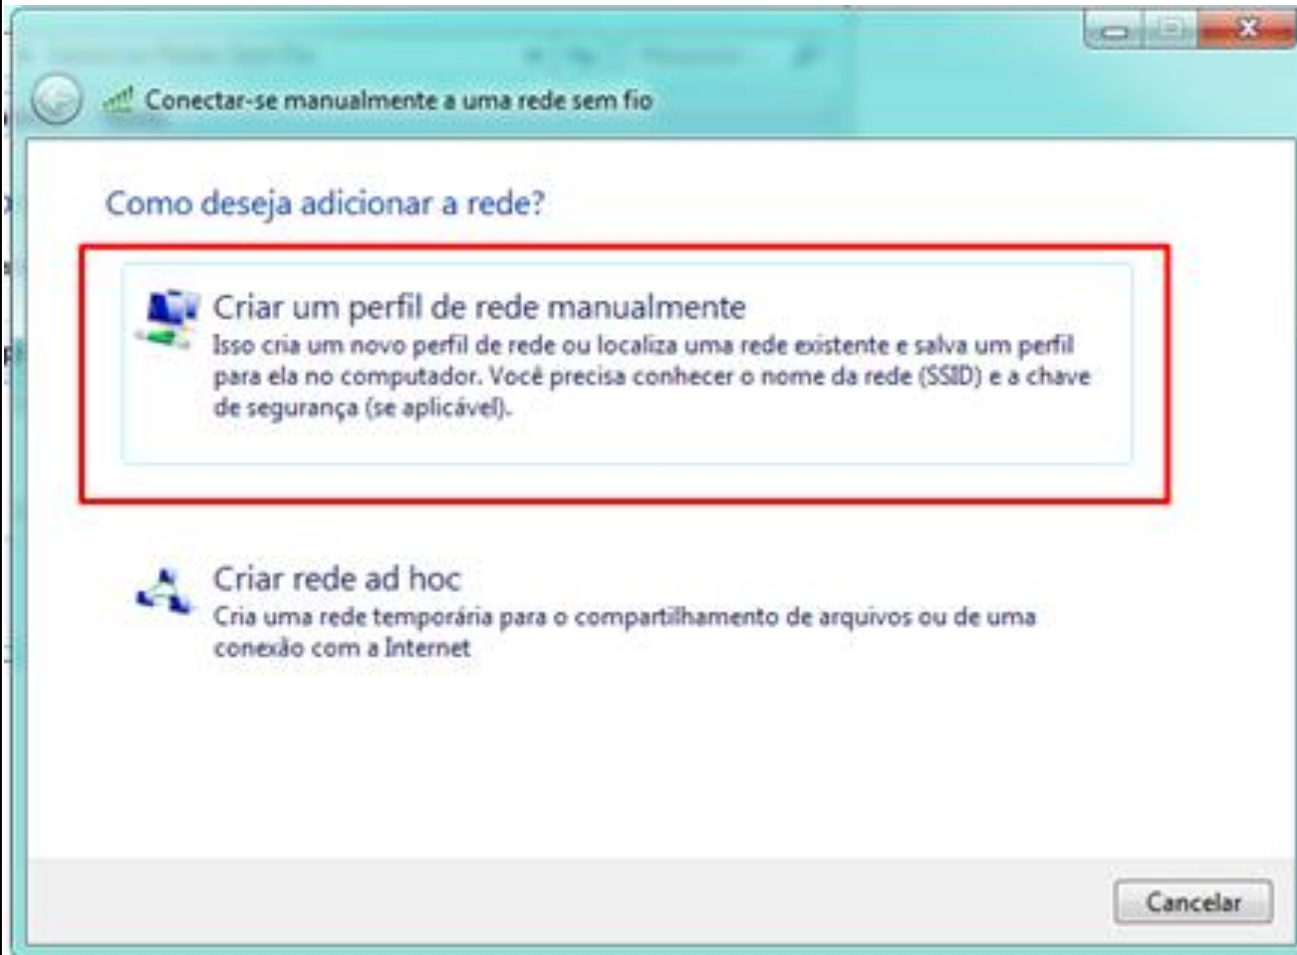 Conectar-se manualmente a uma rede sem fio
Como deseja adicionar a rede?
Criar um perfil de rede manualmente
Isso cria um novo perfil de rede ou localiza uma rede existente e salva um perfil
para ela no computador. Você precisa conhecer o nome da rede (SSID) e a chave
de segurança (se aplicável).
Criar rede ad hoc
Cria uma rede temporária para o compartilhamento de arquivos ou de uma
conexão com a Internet
Cancelar